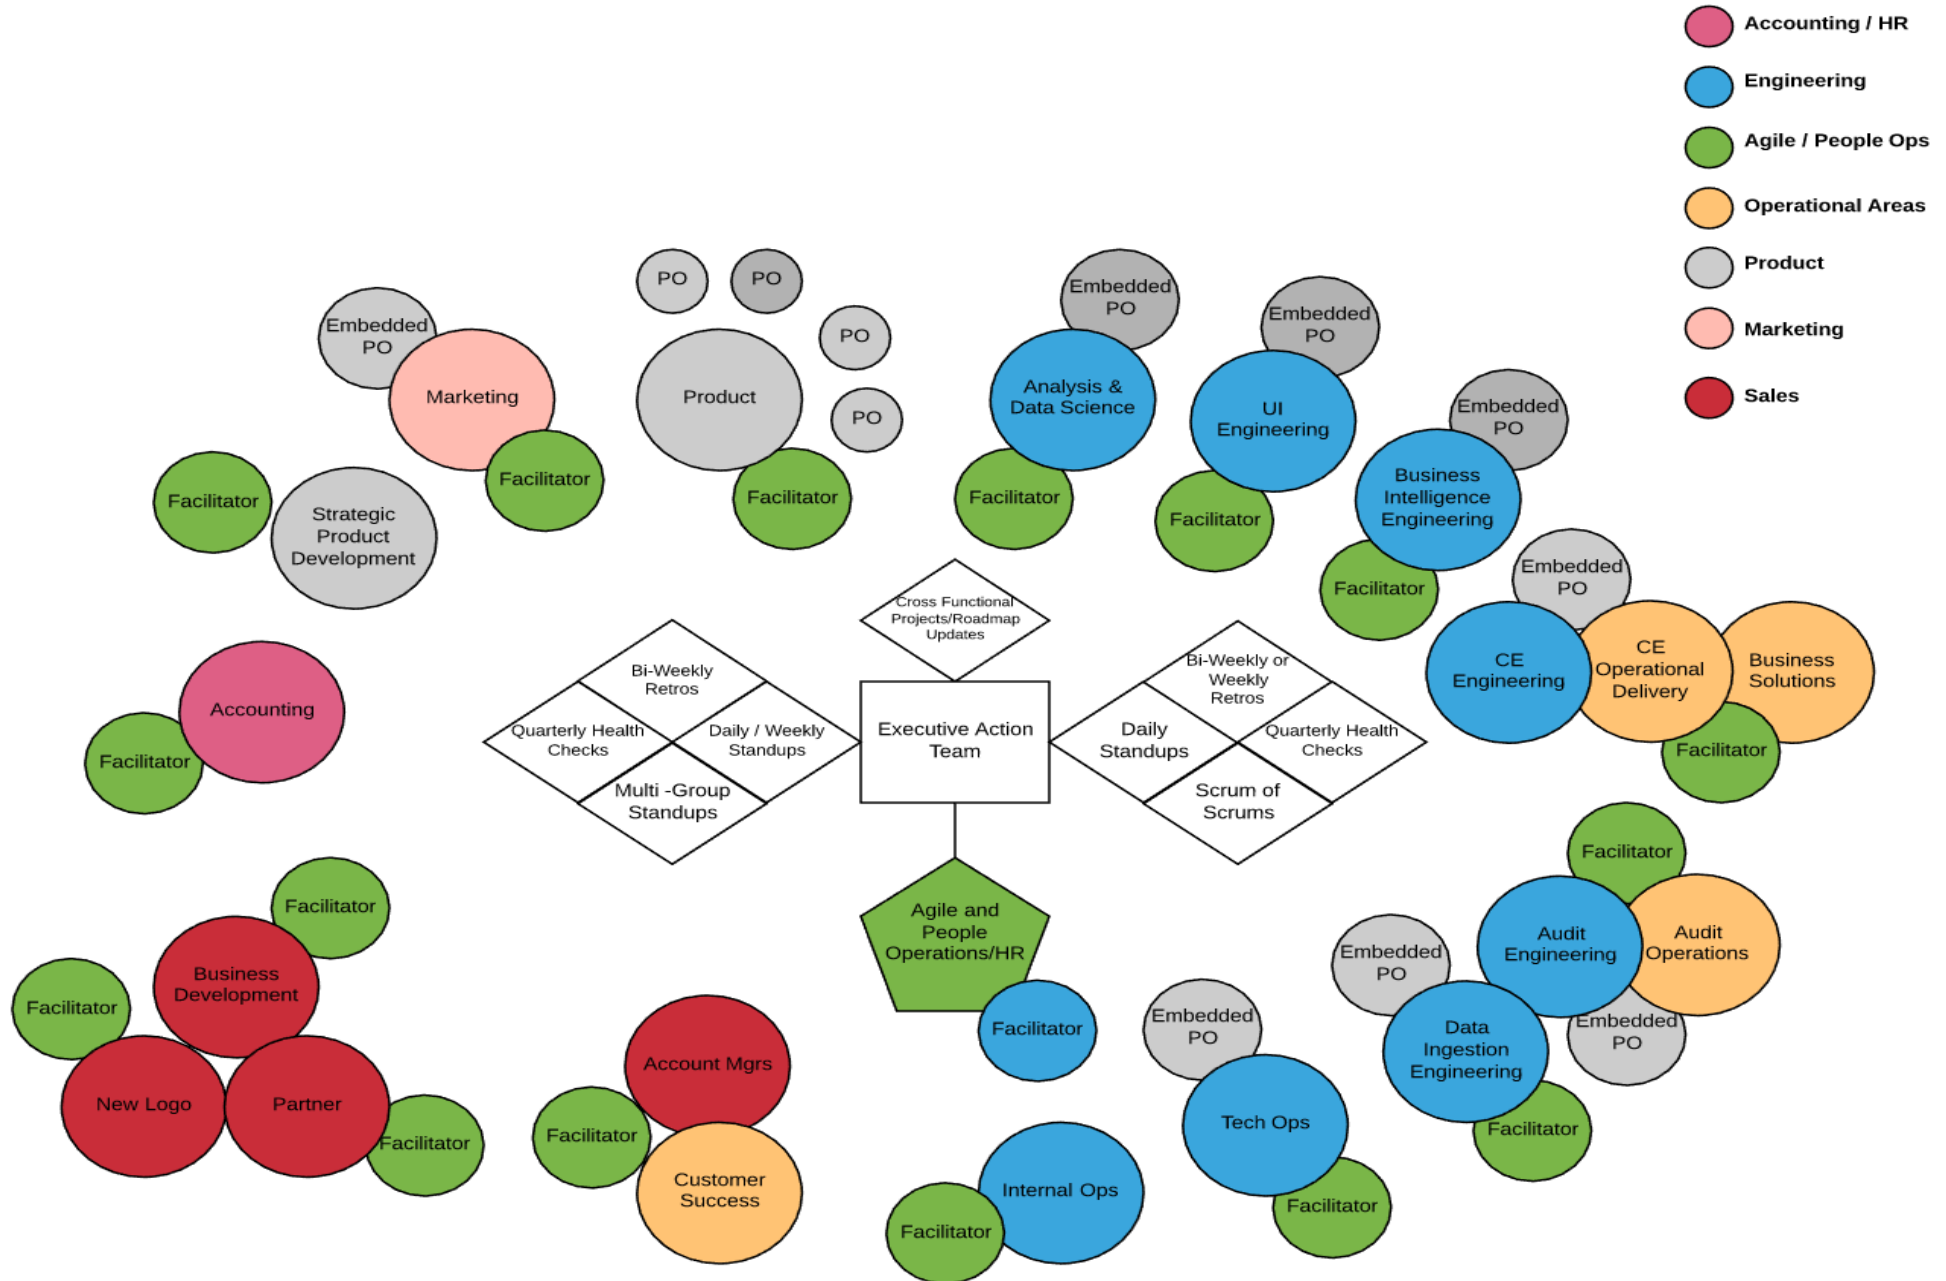 Accounting / HR
Engineering
Agile / People Ops
Operational Areas
Product
Marketing
Sales
PO
PO
PO
PO
Product
Facilitator
Embedded
PO
Marketing
Facilitator
Facilitator
Strategic
Product
Development
Accounting
Facilitator
Embedded
PO
Analysis &
Data Science
Facilitator
Embedded
PO
UI
Engineering
Facilitator
Embedded
PO
Business
Intelligence
Engineering
Facilitator
Embedded
PO
CE
Engineering
CE
Operational
Delivery
Business
Solutions
Facilitator
Cross Functional
Projects/Roadmap
Updates
Bi-Weekly
Retros
Quarterly Health
Checks
Daily / Weekly
Standups
Multi -Group
Standups
Executive Action
Team
Bi-Weekly or
Weekly
Retros
Daily
Standups
Quarterly Health
Checks
Scrum of
Scrums
Agile and
People
Operations/HR
Facilitator
Facilitator
Business
Development
Facilitator
New Logo
Partner
Facilitator
Account Mgrs
Facilitator
Customer
Success
Internal Ops
Facilitator
Embedded
PO
Tech Ops
Facilitator
Facilitator
Audit
Engineering
Audit
Operations
Embedded
PO
Embedded
PO
Data
Ingestion
Engineering
Facilitator